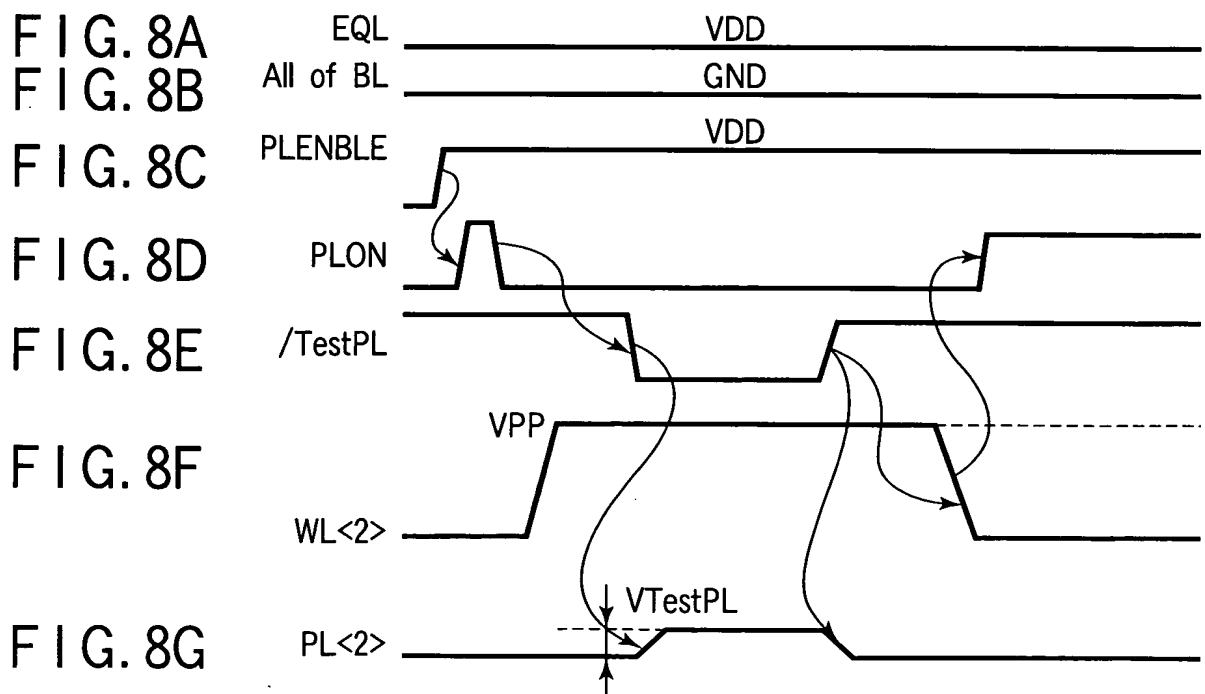 FIG. 8A EQL VDD
FIG. 8B All of BL GND
FIG. 8C PLENBLE VDD
FIG. 8D PLON
FIG. 8E /TestPL
VPP
FIG. 8F
WL<2>
VTestPL
FIG. 8G PL<2>